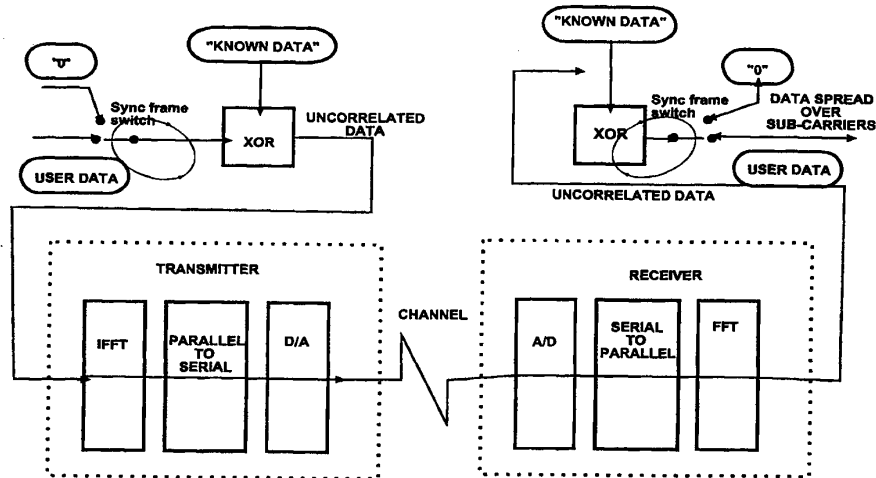 "0"
"KNOWN DATA"
Sync frame
switch
XOR
UNCORRELATED
DATA
USER DATA
"KNOWN DATA"
"0"
Sync frame
switch
XOR
DATA SPREAD
OVER
SUB-CARRIERS
USER DATA
UNCORRELATED DATA
TRANSMITTER
IFFT
PARALLEL
TO
SERIAL
D/A
CHANNEL
RECEIVER
A/D
SERIAL
TO
PARALLEL
FFT